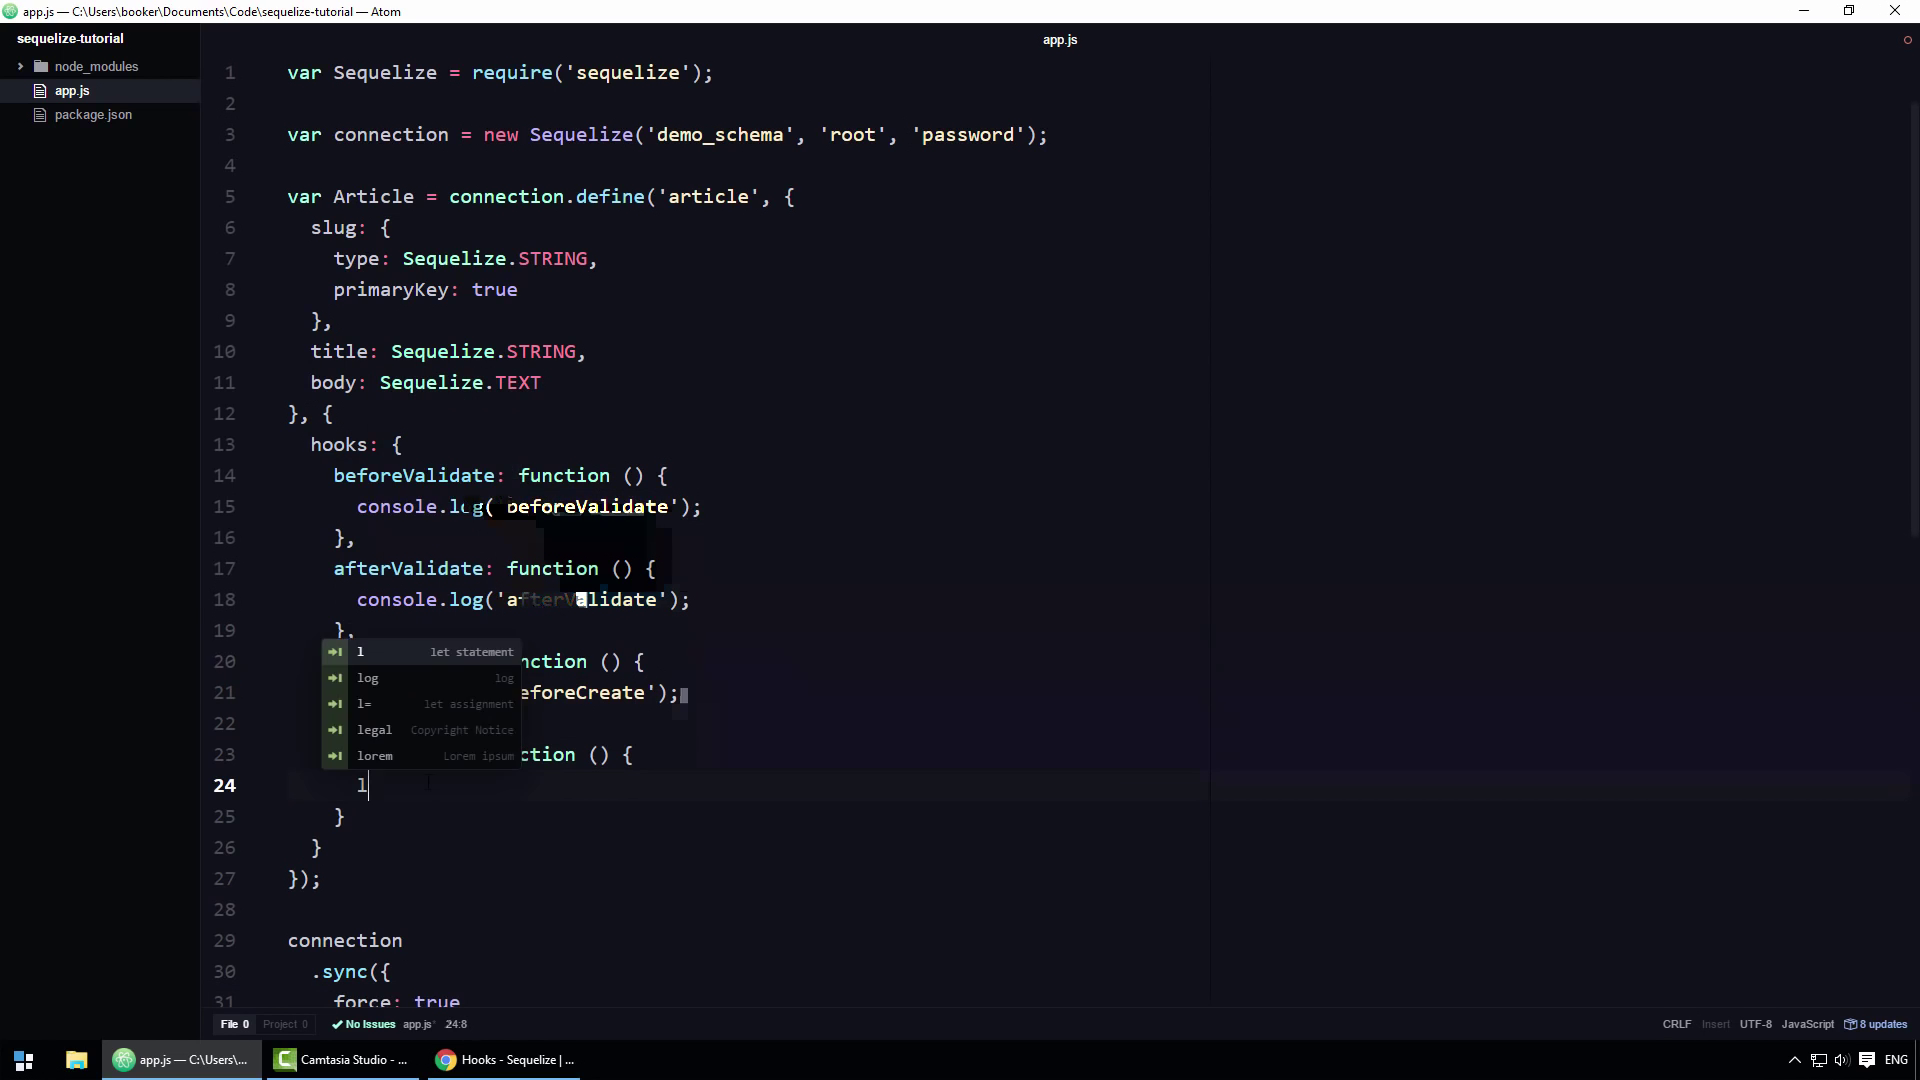 app.js — C:\Users\booker\Documents\Code\sequelize-tutorial — Atom
sequelize-tutorial
node_modules
app.js
package.json
app.js
1 var Sequelize = require('sequelize');
2
3 var connection = new Sequelize('demo_schema', 'root', 'password');
4
5 var Article = connection.define('article', {
6 slug: {
7 type: Sequelize.STRING,
8 primaryKey: true
9 },
10 title: Sequelize.STRING,
11 body: Sequelize.TEXT
12 }, {
13 hooks: {
14 beforeValidate: function () {
15 console.log('beforeValidate');
16 },
17 afterValidate: function () {
18 console.log('afterValidate');
19 },
20 nction () {
21 eforeCreate');
22
23 ction () {
24 l
25 }
26 }
27 });
28
29 connection
30 .sync({
31 force: true
l let statement
log log
l= let assignment
legal Copyright Notice
lorem Lorem ipsum
File 0 Project 0 No Issues app.js* 24:8 CRLF Insert UTF-8 JavaScript 8 updates
app.js — C:\Users\... Camtasia Studio - ... Hooks - Sequelize | ... ENG